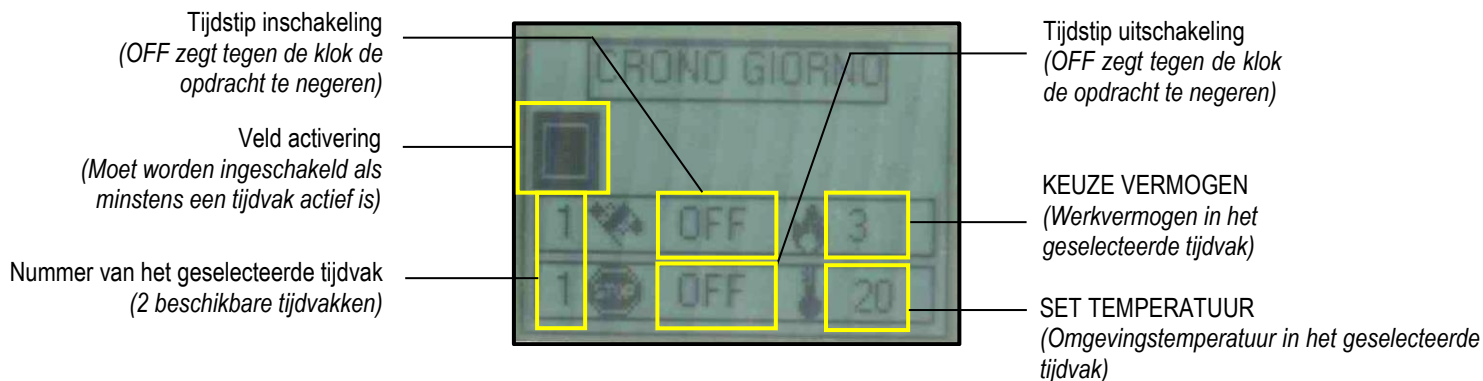 Tijdstip inschakeling
(OFF zegt tegen de klok de
opdracht te negeren)
Veld activering
(Moet worden ingeschakeld als
minstens een tijdvak actief is)
Nummer van het geselecteerde tijdvak
(2 beschikbare tijdvakken)
CRONO GIORNO
1 OFF 3
1 STOP OFF 20
Tijdstip uitschakeling
(OFF zegt tegen de klok
de opdracht te negeren)
KEUZE VERMOGEN
(Werkvermogen in het
geselecteerde tijdvak)
SET TEMPERATUUR
(Omgevingstemperatuur in het geselecteerde
tijdvak)